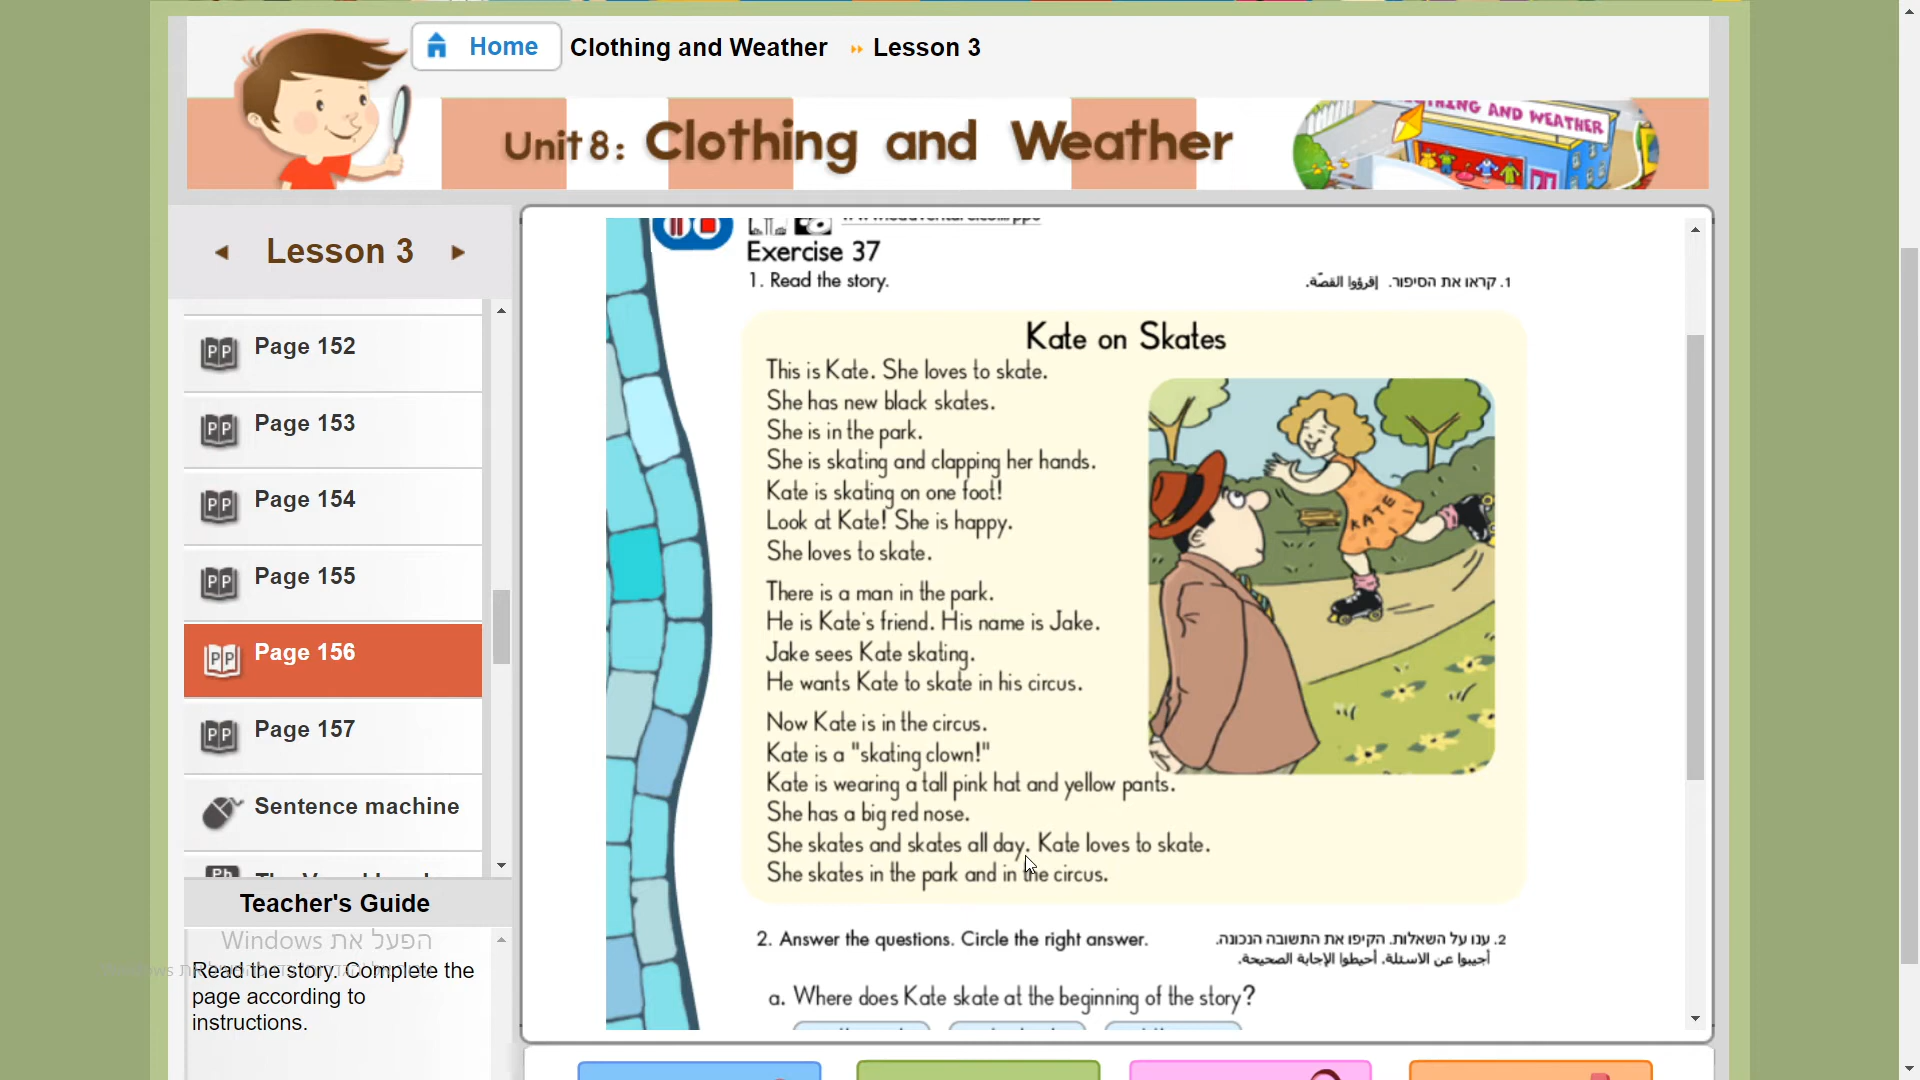 Home Clothing and Weather Lesson 3
Unit 8: Clothing and Weather
CLOTHING AND WEATHER
Lesson 3
Page 152
Page 153
Page 154
Page 155
Page 156
Page 157
Sentence machine
Teacher's Guide
הפעל את Windows
Read the story. Complete the
page according to
instructions.
Exercise 37
1. Read the story.
1. קראו את הסיפור. إقرؤوا القصّة.
Kate on Skates
This is Kate. She loves to skate.
She has new black skates.
She is in the park.
She is skating and clapping her hands.
Kate is skating on one foot!
Look at Kate! She is happy.
She loves to skate.
There is a man in the park.
He is Kate's friend. His name is Jake.
Jake sees Kate skating.
He wants Kate to skate in his circus.
Now Kate is in the circus.
Kate is a "skating clown!"
Kate is wearing a tall pink hat and yellow pants.
She has a big red nose.
She skates and skates all day. Kate loves to skate.
She skates in the park and in the circus.
KATE
2. Answer the questions. Circle the right answer.
2. ענו על השאלות. הקיפו את התשובה הנכונה.
أجيبوا عن الاسئلة. أحيطوا الإجابة الصحيحة.
a. Where does Kate skate at the beginning of the story?